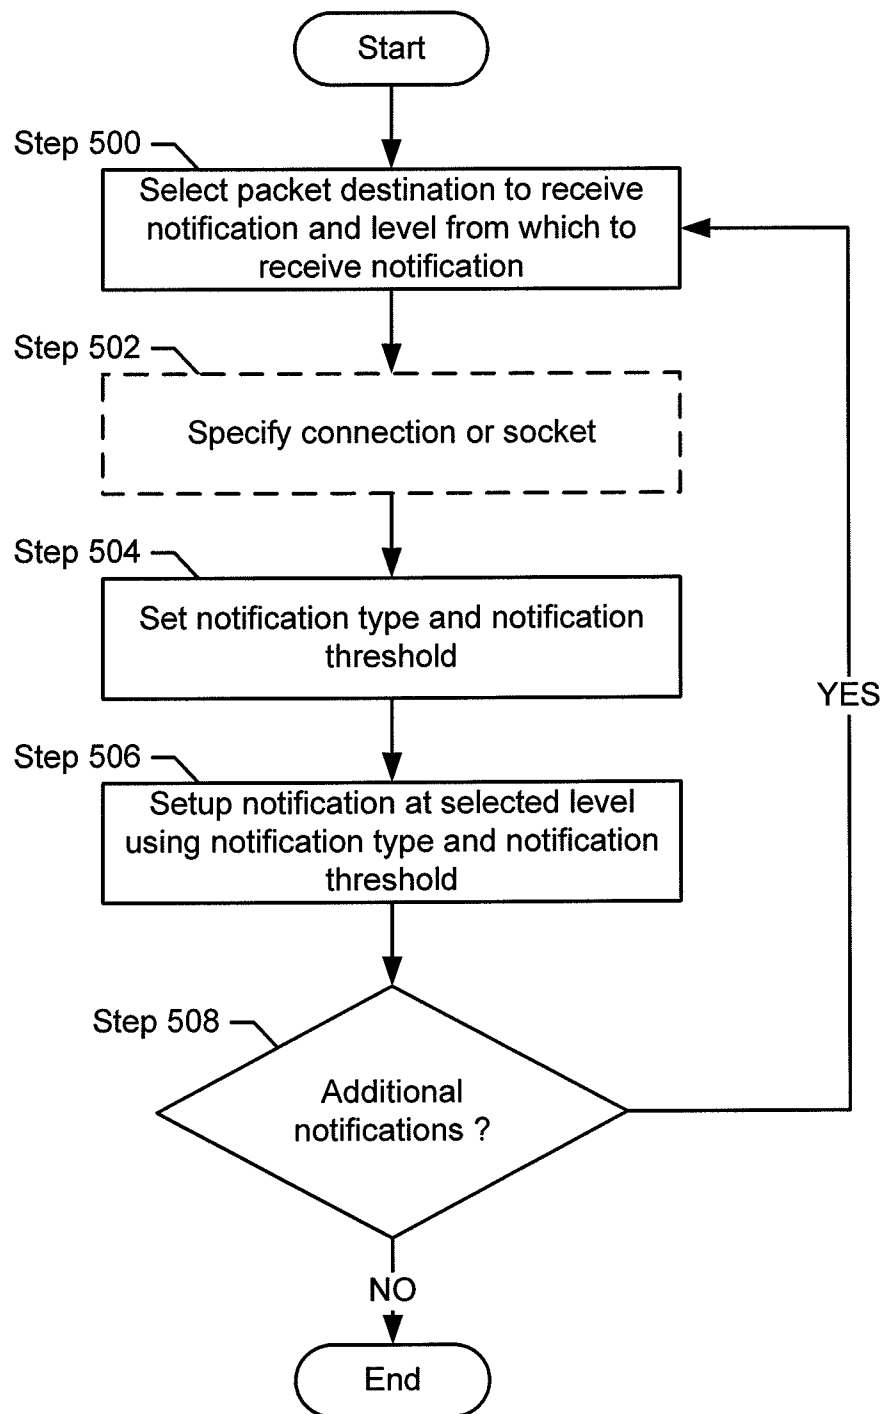 Start
Step 500
Select packet destination to receive
notification and level from which to
receive notification
Step 502
Specify connection or socket
Step 504
Set notification type and notification
threshold
YES
Step 506
Setup notification at selected level
using notification type and notification
threshold
Step 508
Additional
notifications ?
NO
End